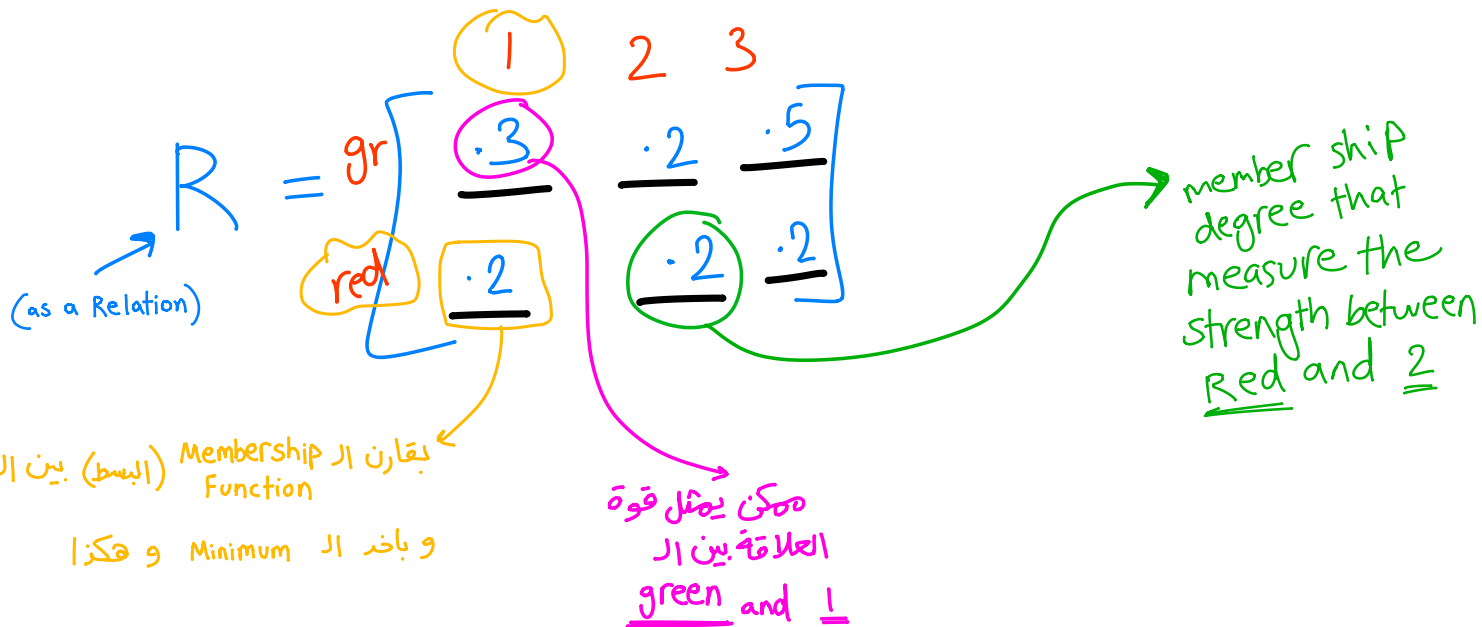 1 2 3
R = gr .3 .2 .5
red .2 .2 .2
(as a Relation)
member ship
degree that
measure the
strength between
Red and 2
بقارن الـ Membership (البسط) بين الـ
Function
و باخد الـ Minimum و هكذا
ممكن يمثل قوة
العلاقة بين الـ
green and 1